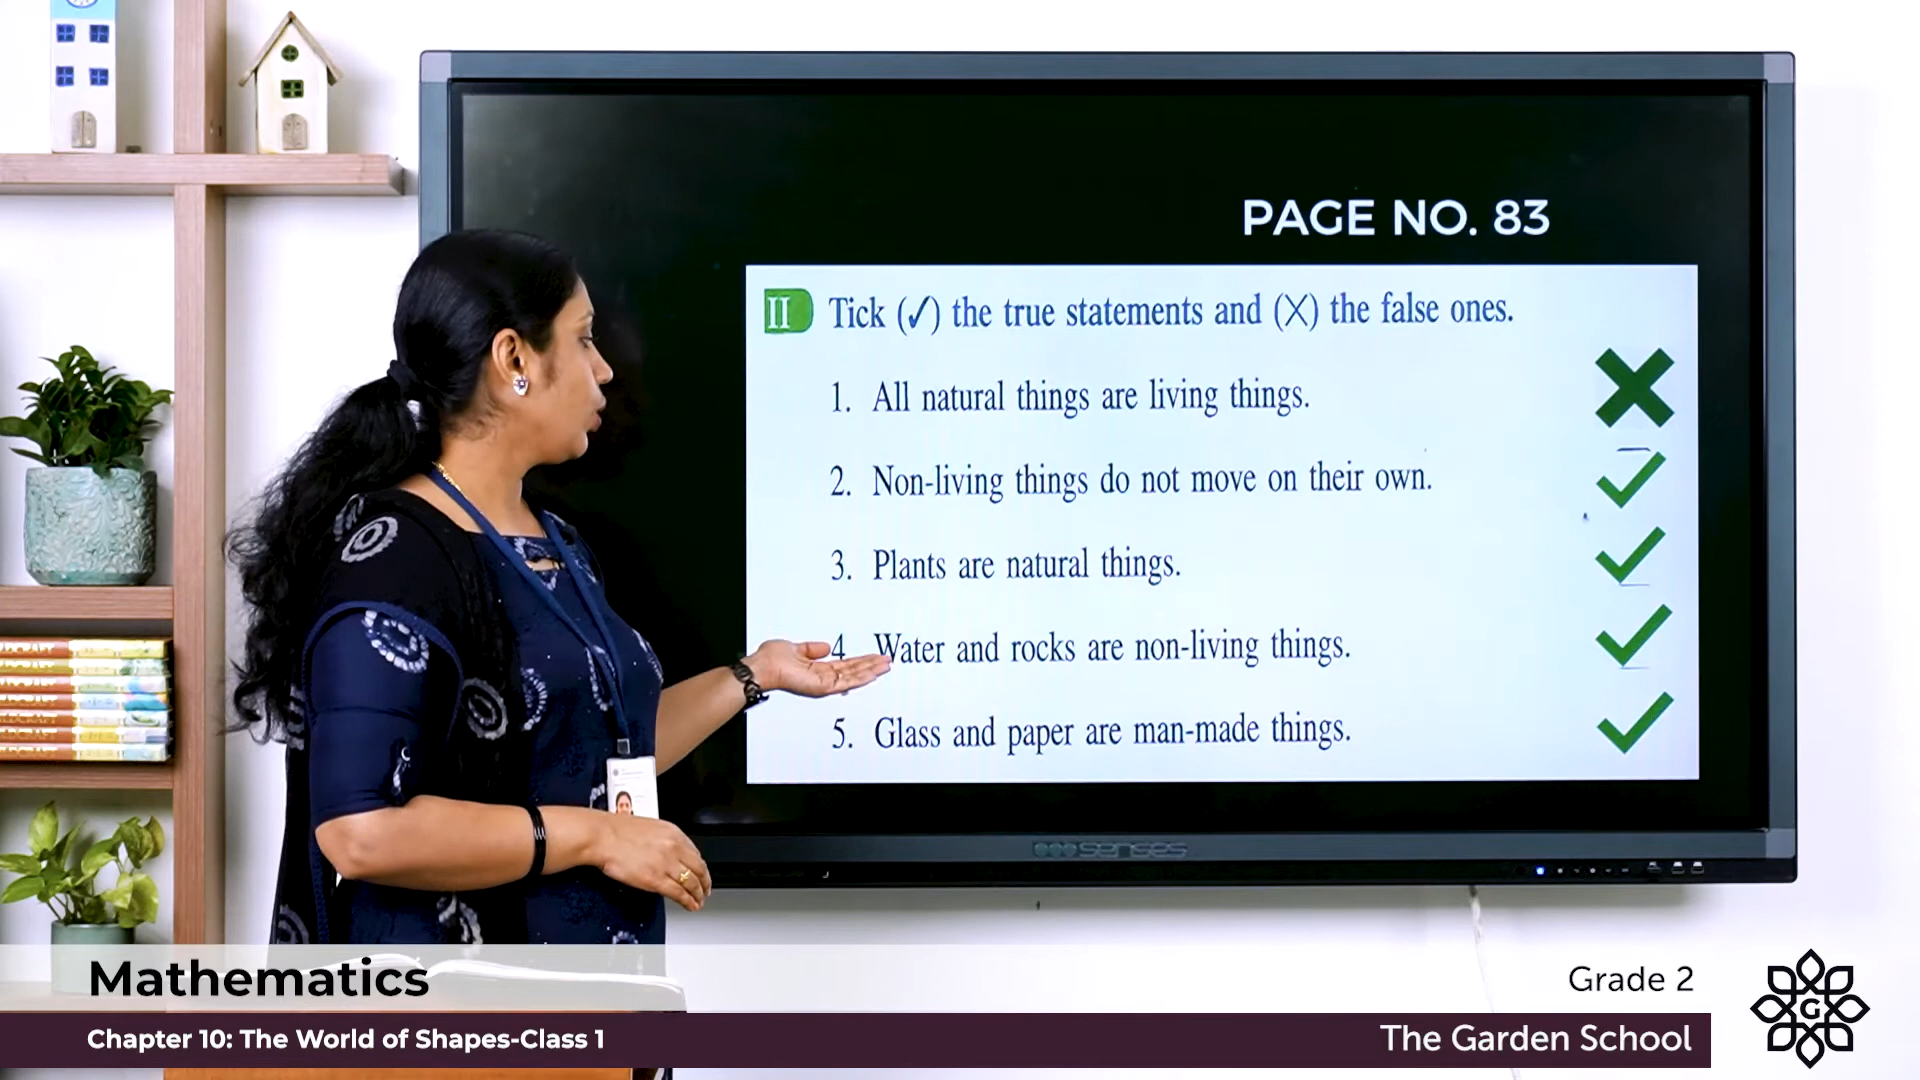 PAGE NO. 83
II Tick (✓) the true statements and (X) the false ones.
1. All natural things are living things.
2. Non-living things do not move on their own.
3. Plants are natural things.
4 Water and rocks are non-living things.
5. Glass and paper are man-made things.
senses
Mathematics
Grade 2
Chapter 10: The World of Shapes-Class 1
The Garden School
G